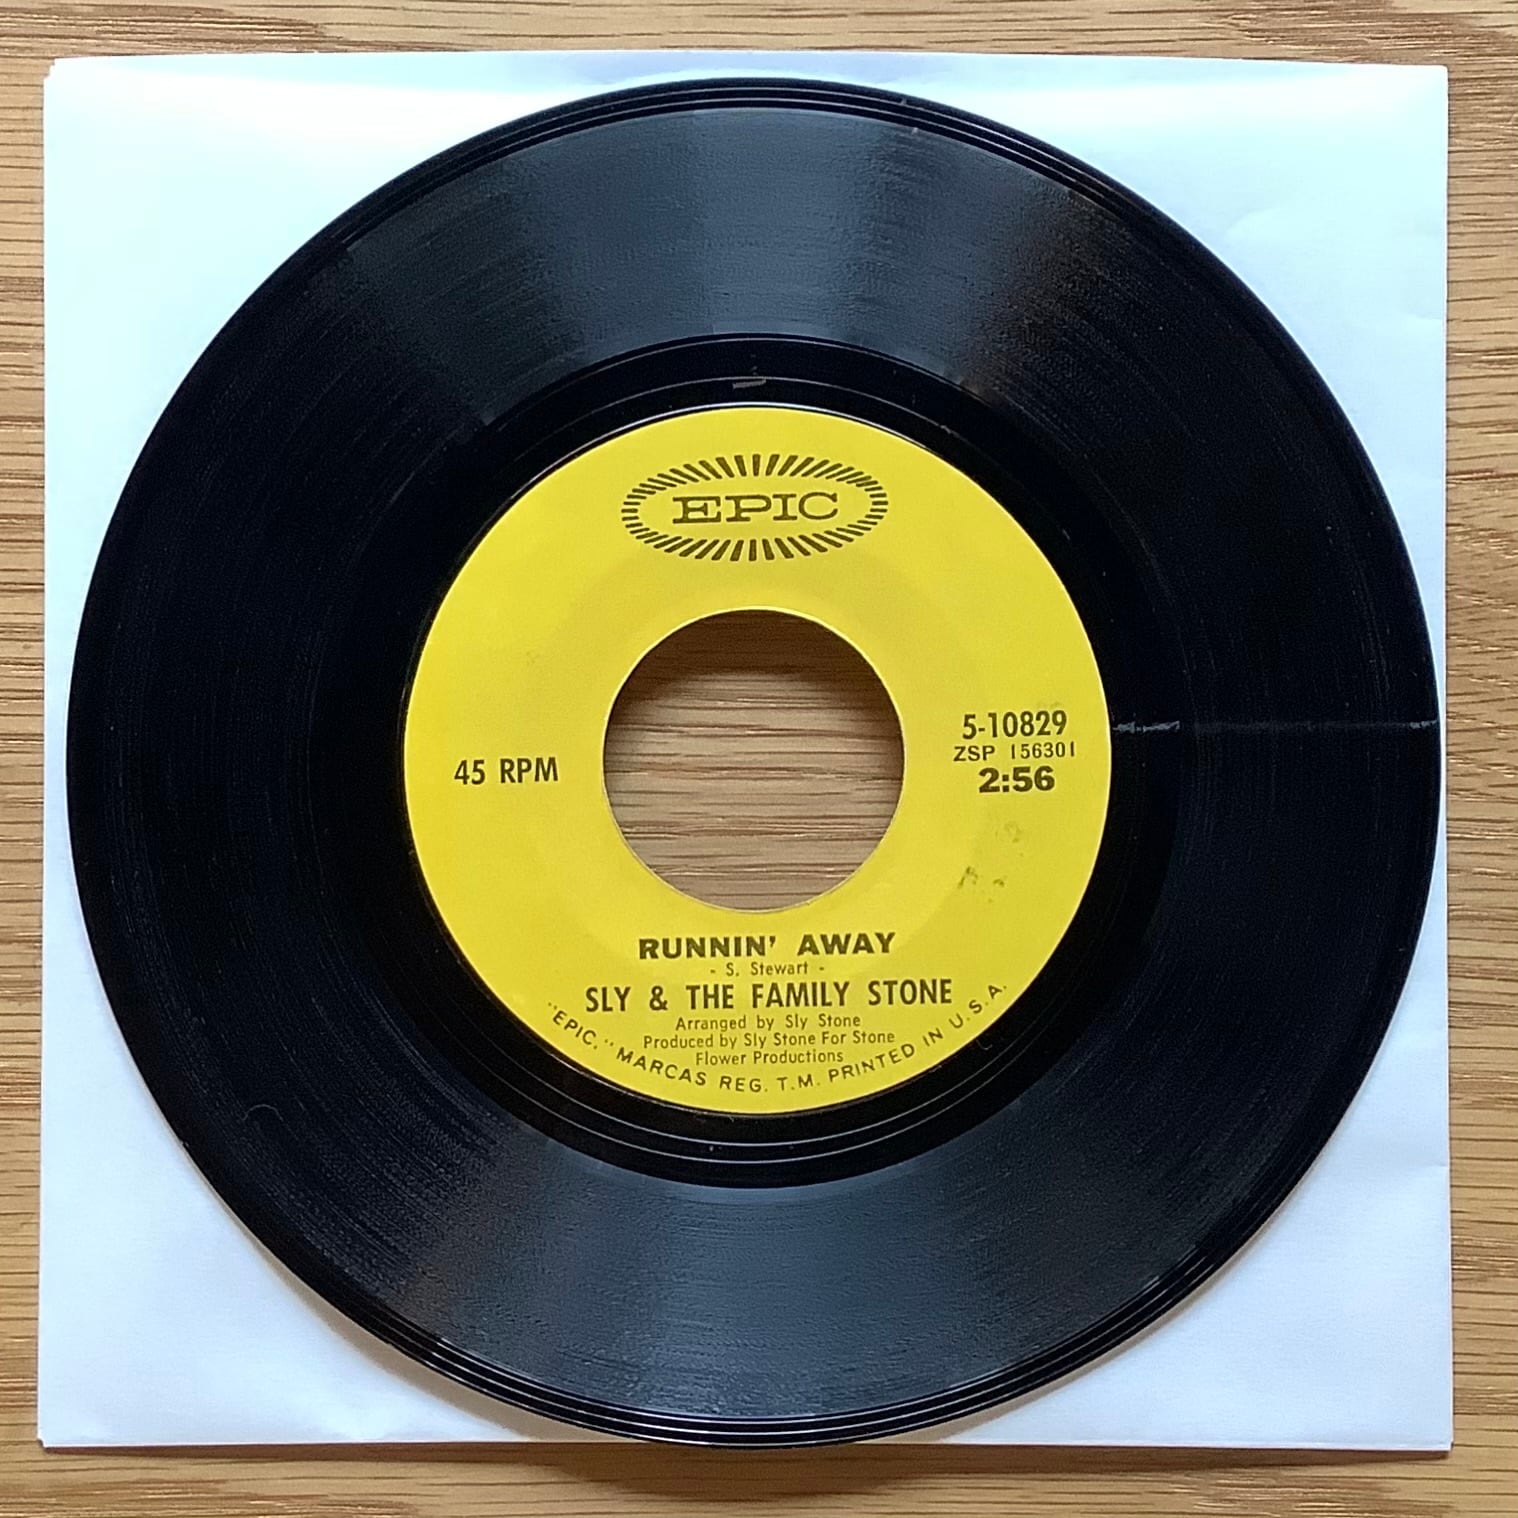 EPIC
45 RPM
5-10829
ZSP 156301
2:56
RUNNIN' AWAY
- S. Stewart -
SLY & THE FAMILY STONE
Arranged by Sly Stone
Produced by Sly Stone For Stone
Flower Productions
"EPIC," MARCAS REG. T.M. PRINTED IN U.S.A.